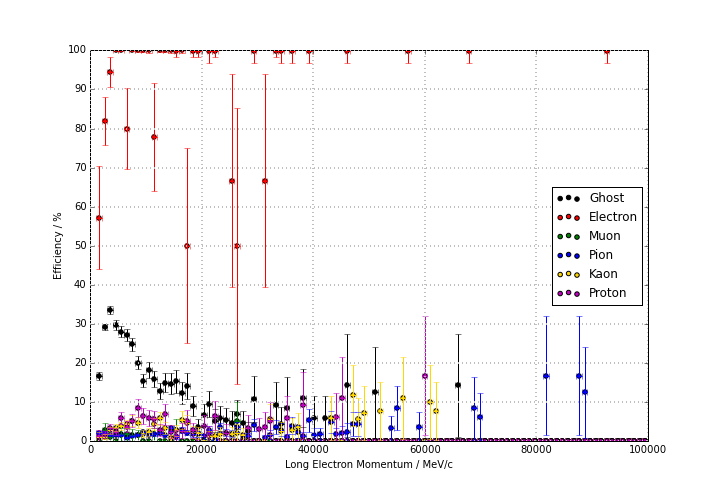 100
90
80
70
60
50
40
30
20
10
0
Efficiency / %
Ghost
Electron
Muon
Pion
Kaon
Proton
0 20000 40000 60000 80000 100000
Long Electron Momentum / MeV/c